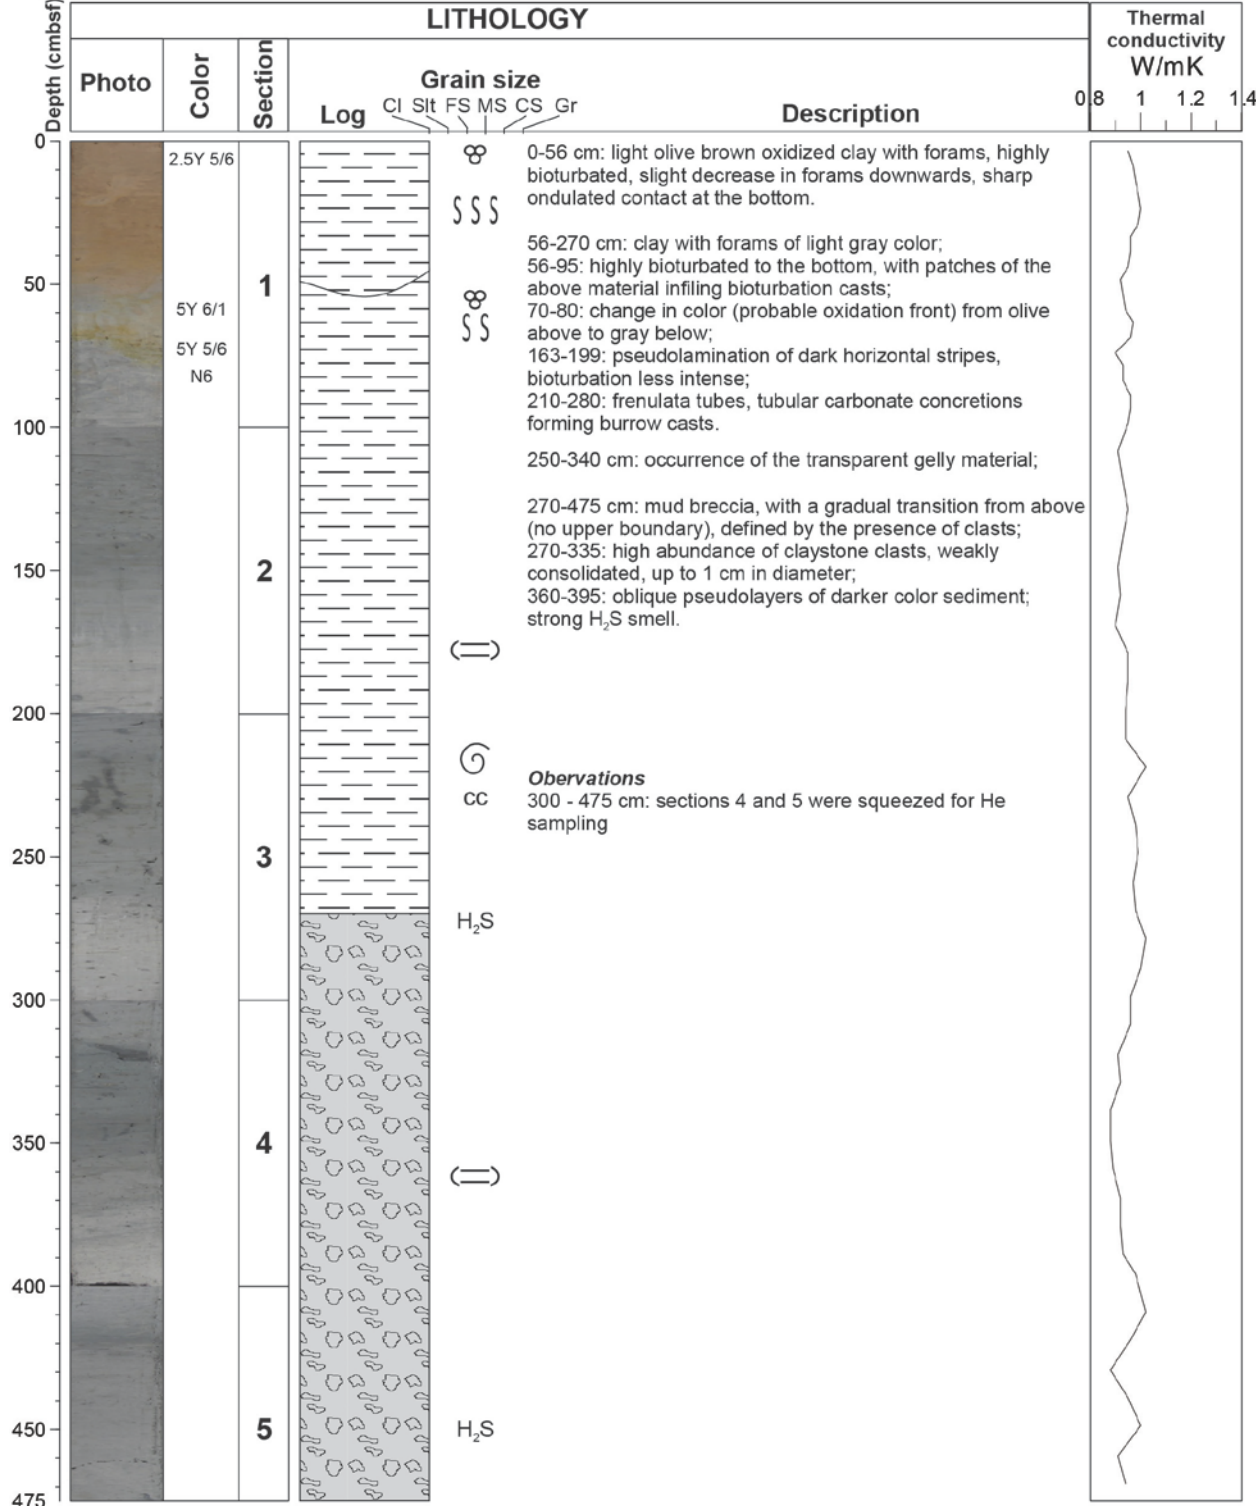 LITHOLOGY
Thermal
conductivity
W/mK
0.8 1 1.2 1.4
Depth (cmbsf)
Photo
Color
Section
Log
Grain size
Cl Slt FS MS CS Gr
Description
0
50
100
150
200
250
300
350
400
450
475
2.5Y 5/6
5Y 6/1
5Y 5/6
N6
1
2
3
4
5
cc
H₂S
H₂S
0-56 cm: light olive brown oxidized clay with forams, highly
bioturbated, slight decrease in forams downwards, sharp
ondulated contact at the bottom.
56-270 cm: clay with forams of light gray color;
56-95: highly bioturbated to the bottom, with patches of the
above material infiling bioturbation casts;
70-80: change in color (probable oxidation front) from olive
above to gray below;
163-199: pseudolamination of dark horizontal stripes,
bioturbation less intense;
210-280: frenulata tubes, tubular carbonate concretions
forming burrow casts.
250-340 cm: occurrence of the transparent gelly material;
270-475 cm: mud breccia, with a gradual transition from above
(no upper boundary), defined by the presence of clasts;
270-335: high abundance of claystone clasts, weakly
consolidated, up to 1 cm in diameter;
360-395: oblique pseudolayers of darker color sediment;
strong H₂S smell.
Obervations
300 - 475 cm: sections 4 and 5 were squeezed for He
sampling